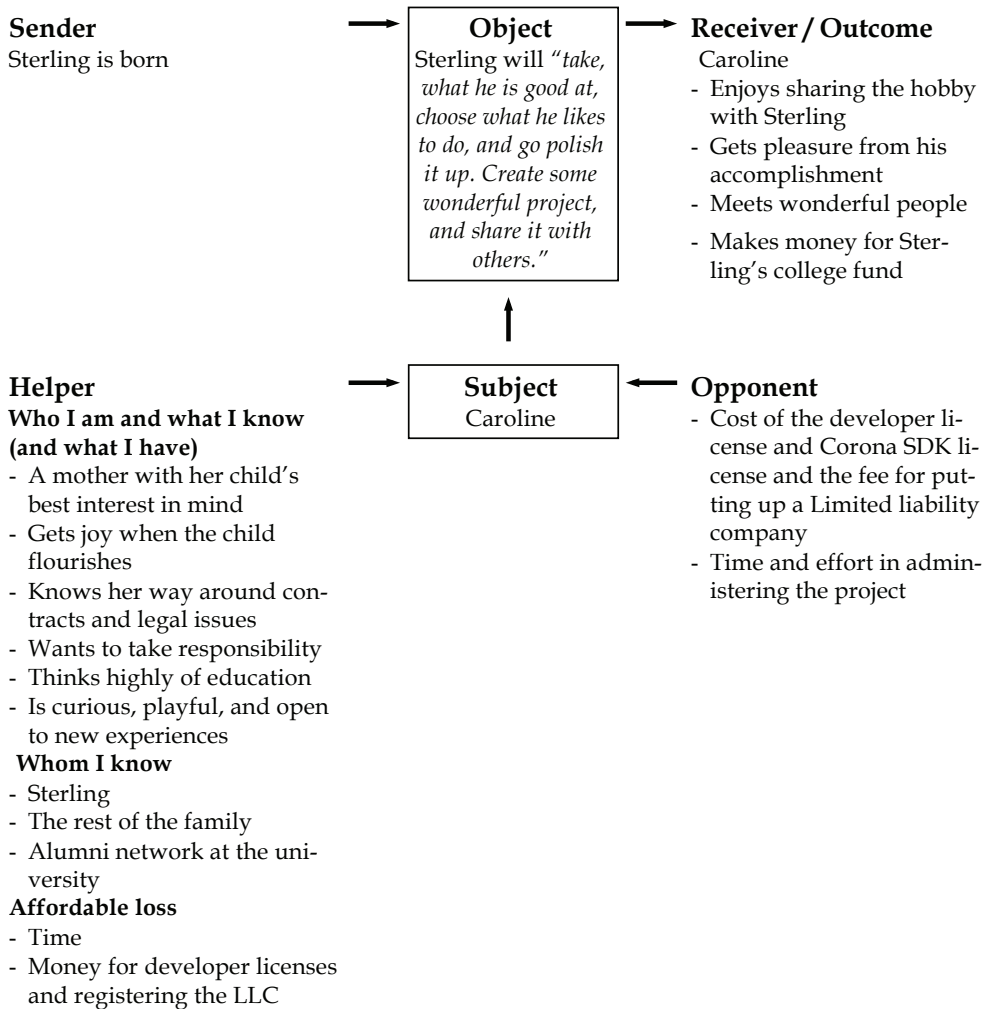 Sender
Sterling is born
Object
Sterling will “take,
what he is good at,
choose what he likes
to do, and go polish
it up. Create some
wonderful project,
and share it with
others.”
Receiver / Outcome
Caroline
- Enjoys sharing the hobby
with Sterling
- Gets pleasure from his
accomplishment
- Meets wonderful people
- Makes money for Ster-
ling’s college fund
Helper
Who I am and what I know
(and what I have)
- A mother with her child’s
best interest in mind
- Gets joy when the child
flourishes
- Knows her way around con-
tracts and legal issues
- Wants to take responsibility
- Thinks highly of education
- Is curious, playful, and open
to new experiences
Whom I know
- Sterling
- The rest of the family
- Alumni network at the uni-
versity
Affordable loss
- Time
- Money for developer licenses
and registering the LLC
Subject
Caroline
Opponent
- Cost of the developer li-
cense and Corona SDK li-
cense and the fee for put-
ting up a Limited liability
company
- Time and effort in admin-
istering the project